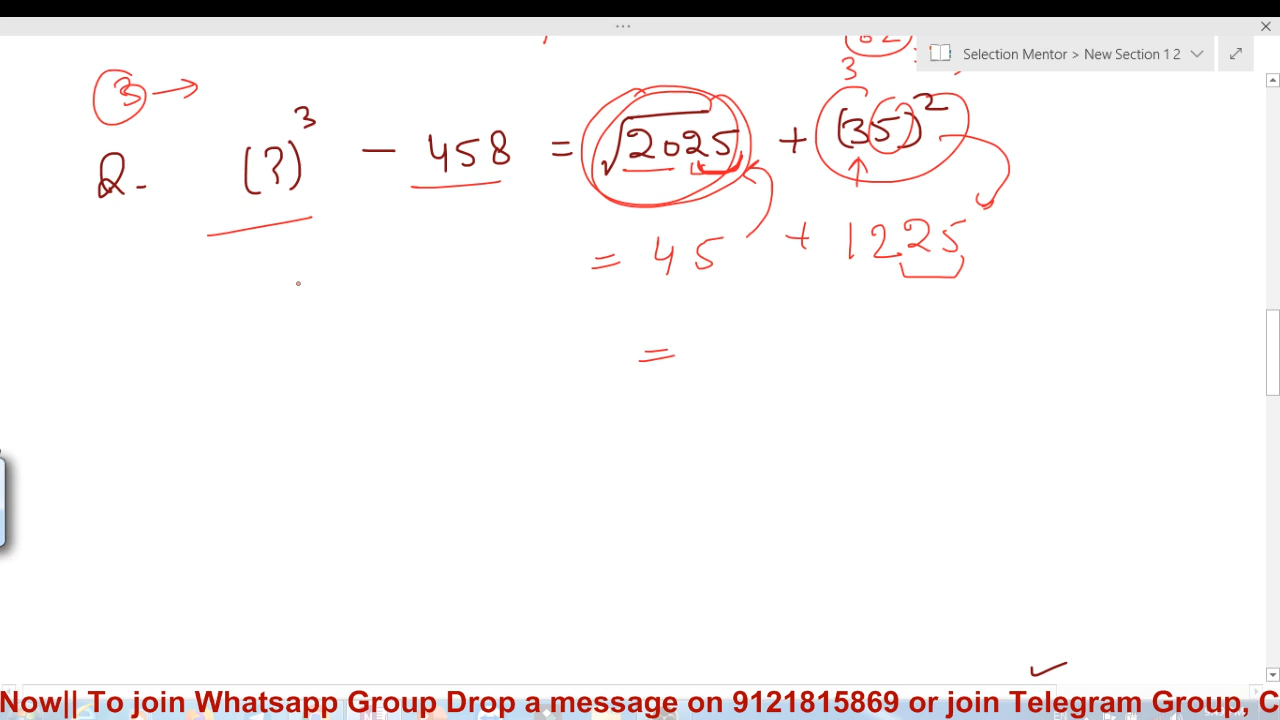 Selection Mentor > New Section 1 2
3 →
3
Q. (?)³ - 458 = √2025 + (35)²
= 45 + 1225
=
Now|| To join Whatsapp Group Drop a message on 9121815869 or join Telegram Group, C